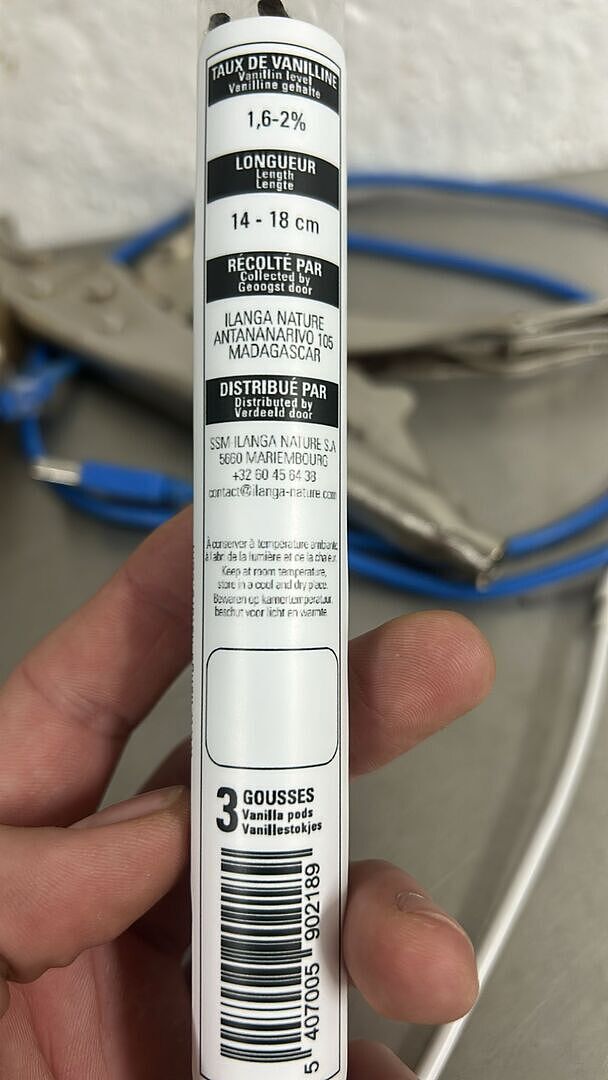 TAUX DE VANILLINE
Vanillin level
Vanilline gehalte
1,6-2%
LONGUEUR
Length
Lengte
14 - 18 cm
RÉCOLTÉ PAR
Collected by
Geoogst door
ILANGA NATURE
ANTANANARIVO 105
MADAGASCAR
DISTRIBUÉ PAR
Distributed by
Verdeeld door
SSM-ILANGA NATURE S.A
5660 MARIEMBOURG
+32 60 45 64 38
contact@ilanga-nature.com
À conserver à température ambiante,
à l'abri de la lumière et de la chaleur.
Keep at room temperature,
store in a cool and dry place.
Bewaren op kamertemperatuur,
beschut voor licht en warmte.
3 GOUSSES
Vanilla pods
Vanillestokjes
5 407005 902189